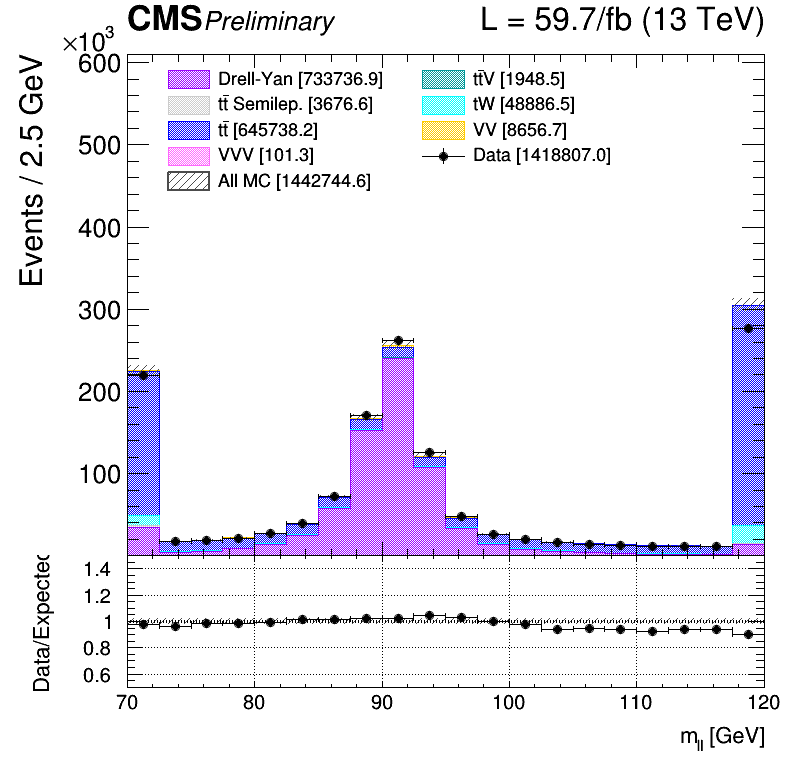 CMS Preliminary L = 59.7/fb (13 TeV)
×10³
Events / 2.5 GeV
600
500
400
300
200
100
Drell-Yan [733736.9]
tt̄ Semilep. [3676.6]
tt̄ [645738.2]
VVV [101.3]
All MC [1442744.6]
tt̄V [1948.5]
tW [48886.5]
VV [8656.7]
Data [1418807.0]
Data/Expected
1.4
1.2
1
0.8
0.6
70 80 90 100 110 120
m_ll [GeV]